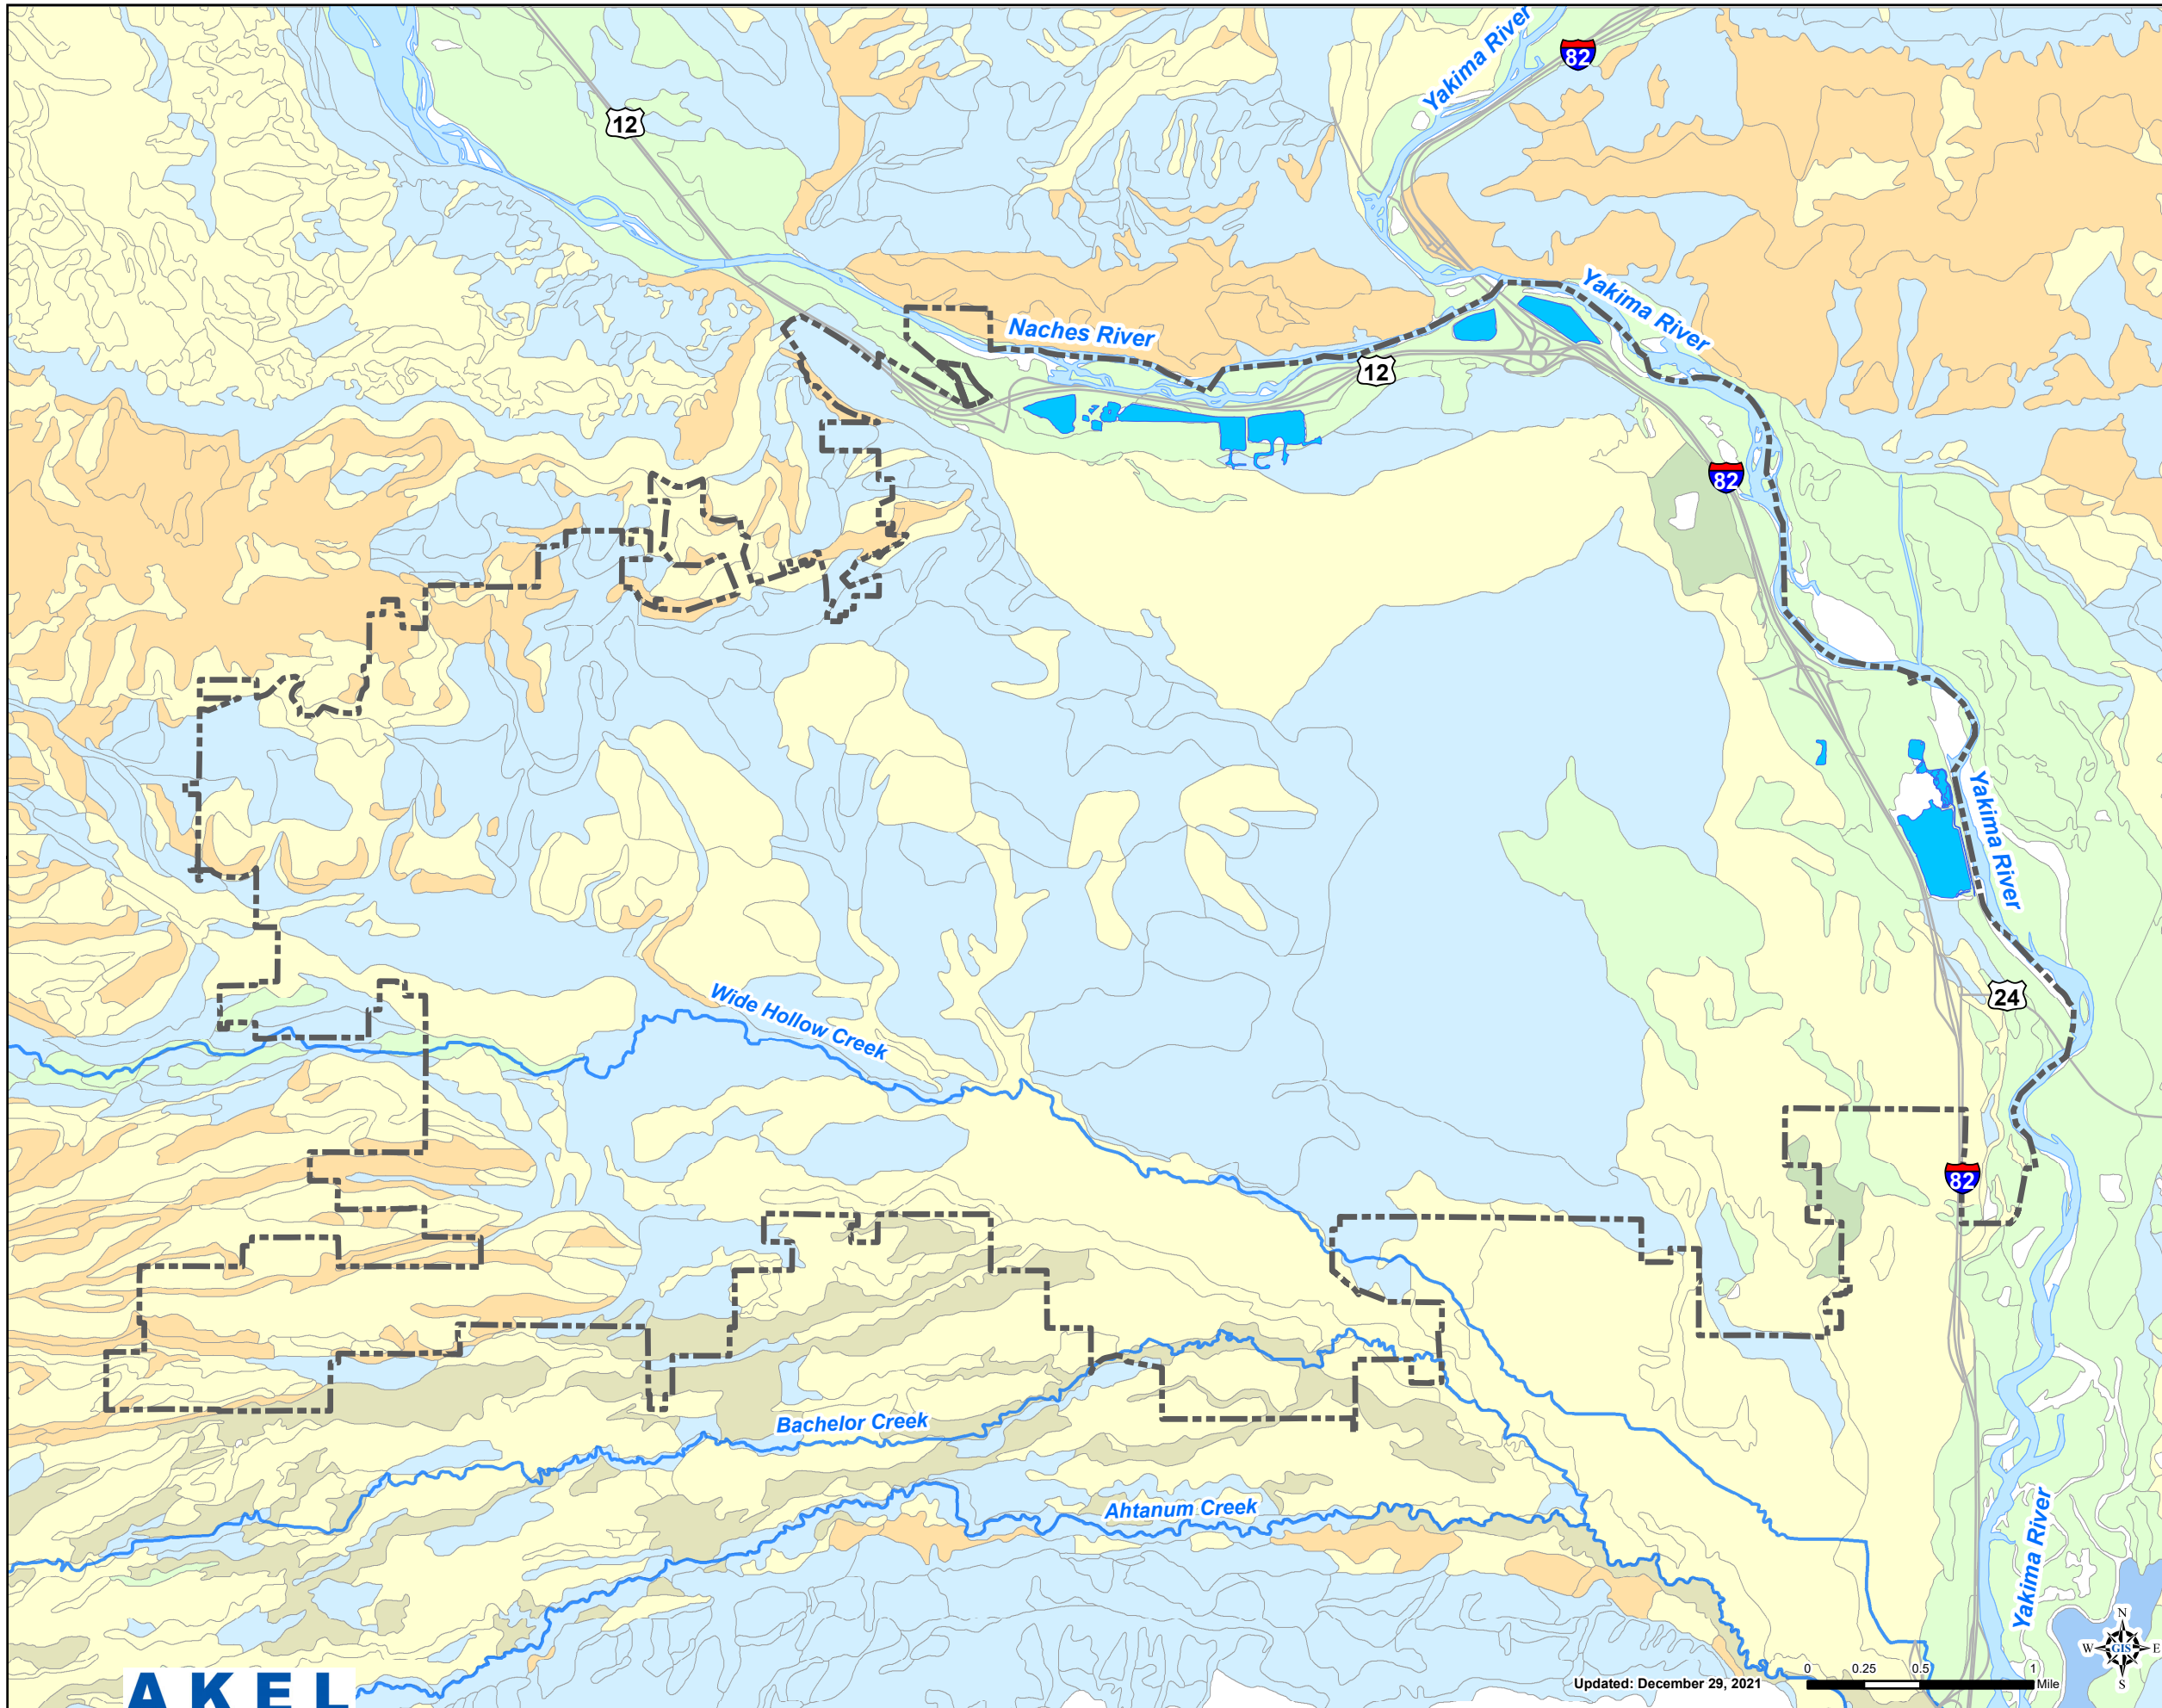 Yakima River
82
12
Yakima River
Naches River
12
82
Yakima River
Wide Hollow Creek
24
82
Bachelor Creek
Ahtanum Creek
Yakima River
N
W GIS E
S
0 0.25 0.5 1
Mile
Updated: December 29, 2021
AKEL